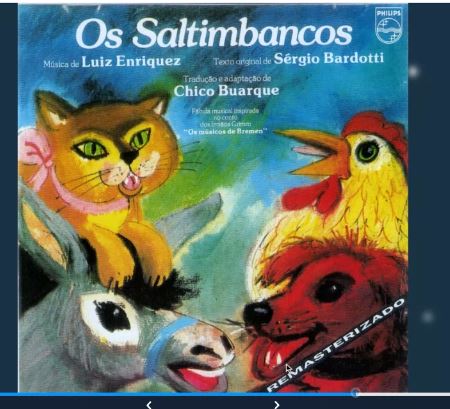 PHILIPS
Os Saltimbancos
Música de Luiz Enriquez
Texto original de Sérgio Bardotti
Tradução e adaptação de
Chico Buarque
Fábula musical inspirada
no conto
dos irmãos Grimm
"Os músicos de Bremen"
REMASTERIZADO